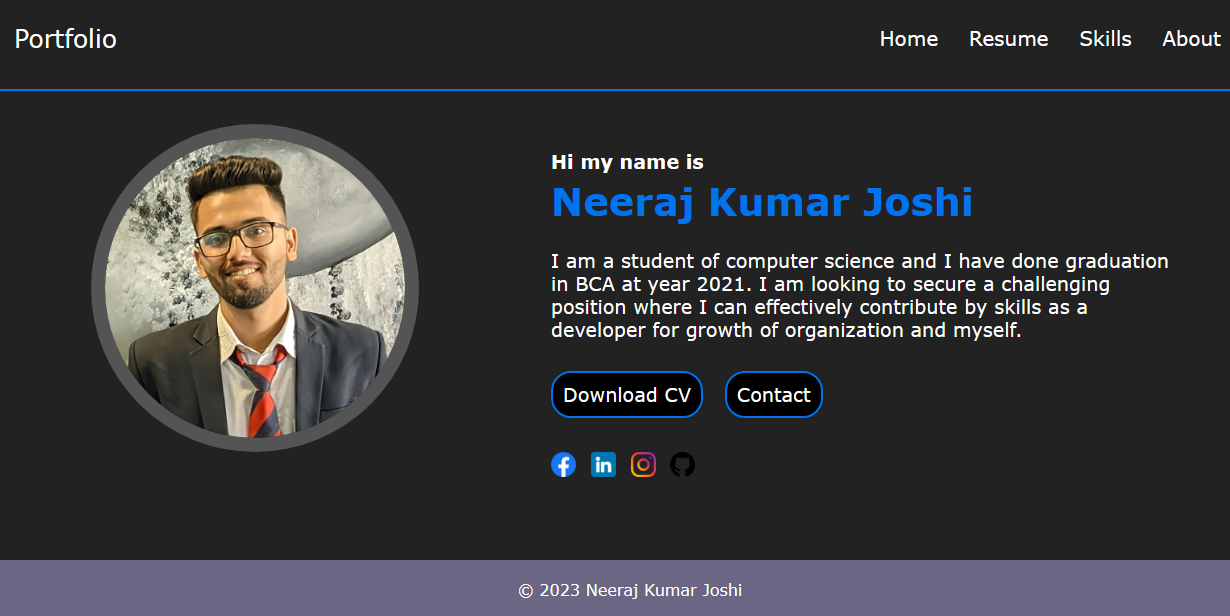 Portfolio
Home Resume Skills About
Hi my name is
Neeraj Kumar Joshi
I am a student of computer science and I have done graduation
in BCA at year 2021. I am looking to secure a challenging
position where I can effectively contribute by skills as a
developer for growth of organization and myself.
Download CV Contact
in
© 2023 Neeraj Kumar Joshi